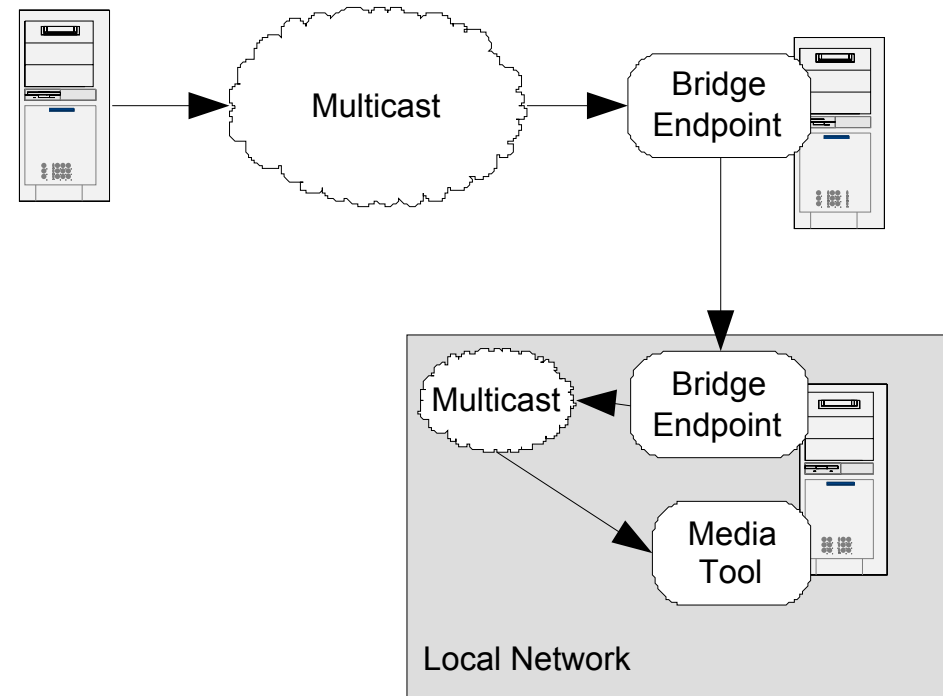 Multicast
Bridge
Endpoint
Multicast
Bridge
Endpoint
Media
Tool
Local Network